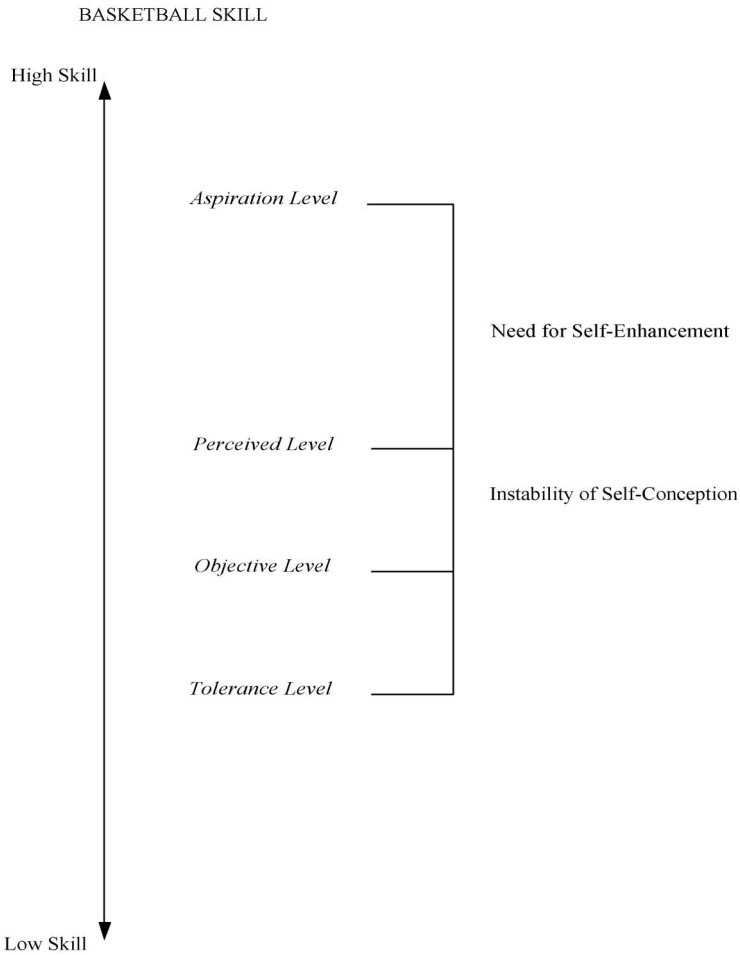 BASKETBALL SKILL
High Skill
Aspiration Level
Need for Self-Enhancement
Perceived Level
Instability of Self-Conception
Objective Level
Tolerance Level
Low Skill